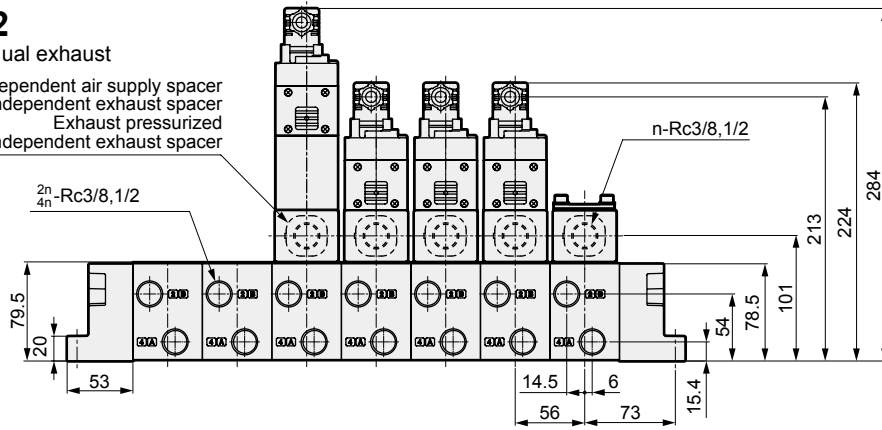 2
ual exhaust
ependent air supply spacer
ndependent exhaust spacer
Exhaust pressurized
ndependent exhaust spacer
n-Rc3/8,1/2
2n
4n-Rc3/8,1/2
284
224
213
101
78.5
54
15.4
79.5
20
53
14.5
6
56
73